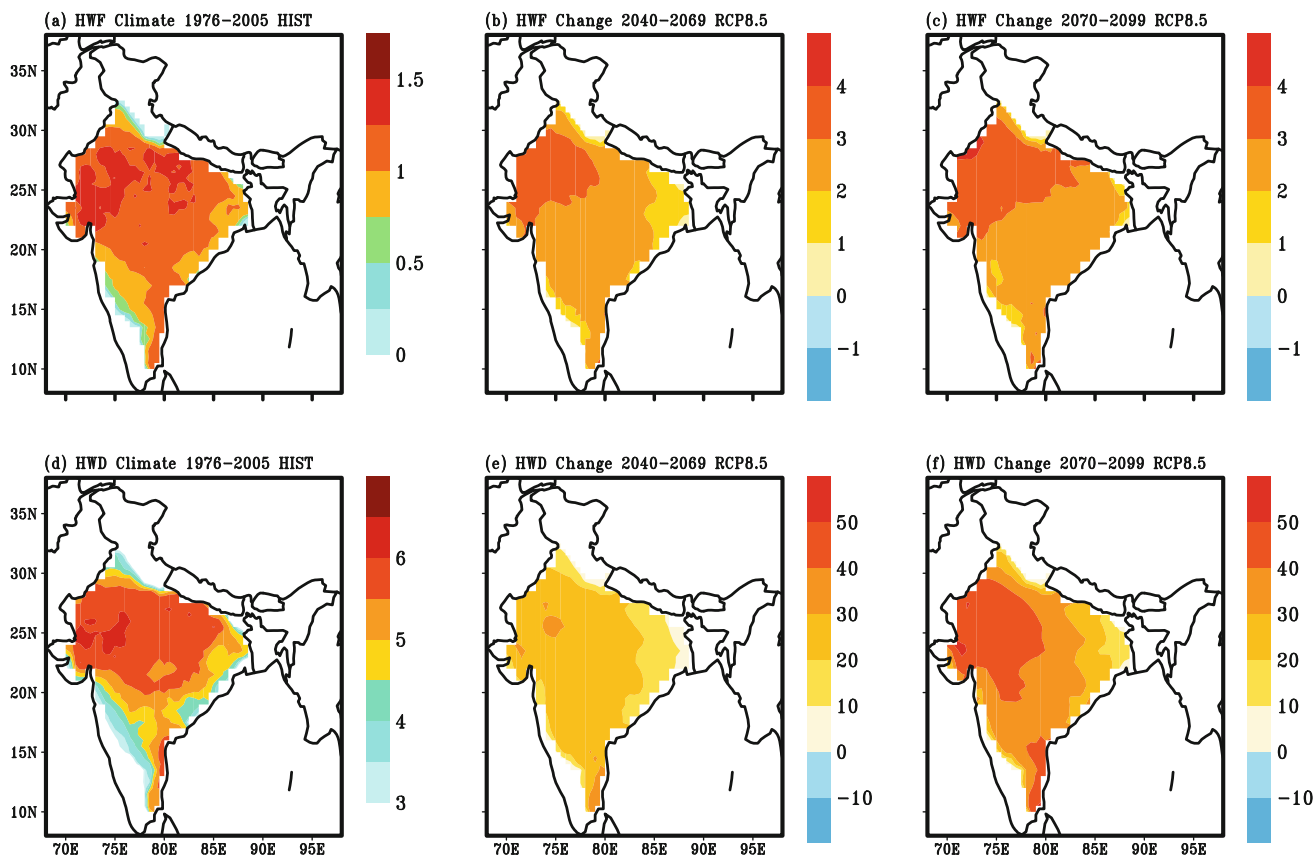 (a) HWF Climate 1976-2005 HIST
(b) HWF Change 2040-2069 RCP8.5
(c) HWF Change 2070-2099 RCP8.5
35N
30N
25N
20N
15N
10N
1.5
1
0.5
0
4
3
2
1
0
-1
4
3
2
1
0
-1
(d) HWD Climate 1976-2005 HIST
(e) HWD Change 2040-2069 RCP8.5
(f) HWD Change 2070-2099 RCP8.5
35N
30N
25N
20N
15N
10N
6
5
4
3
50
40
30
20
10
0
-10
50
40
30
20
10
0
-10
70E 75E 80E 85E 90E 95E
70E 75E 80E 85E 90E 95E
70E 75E 80E 85E 90E 95E